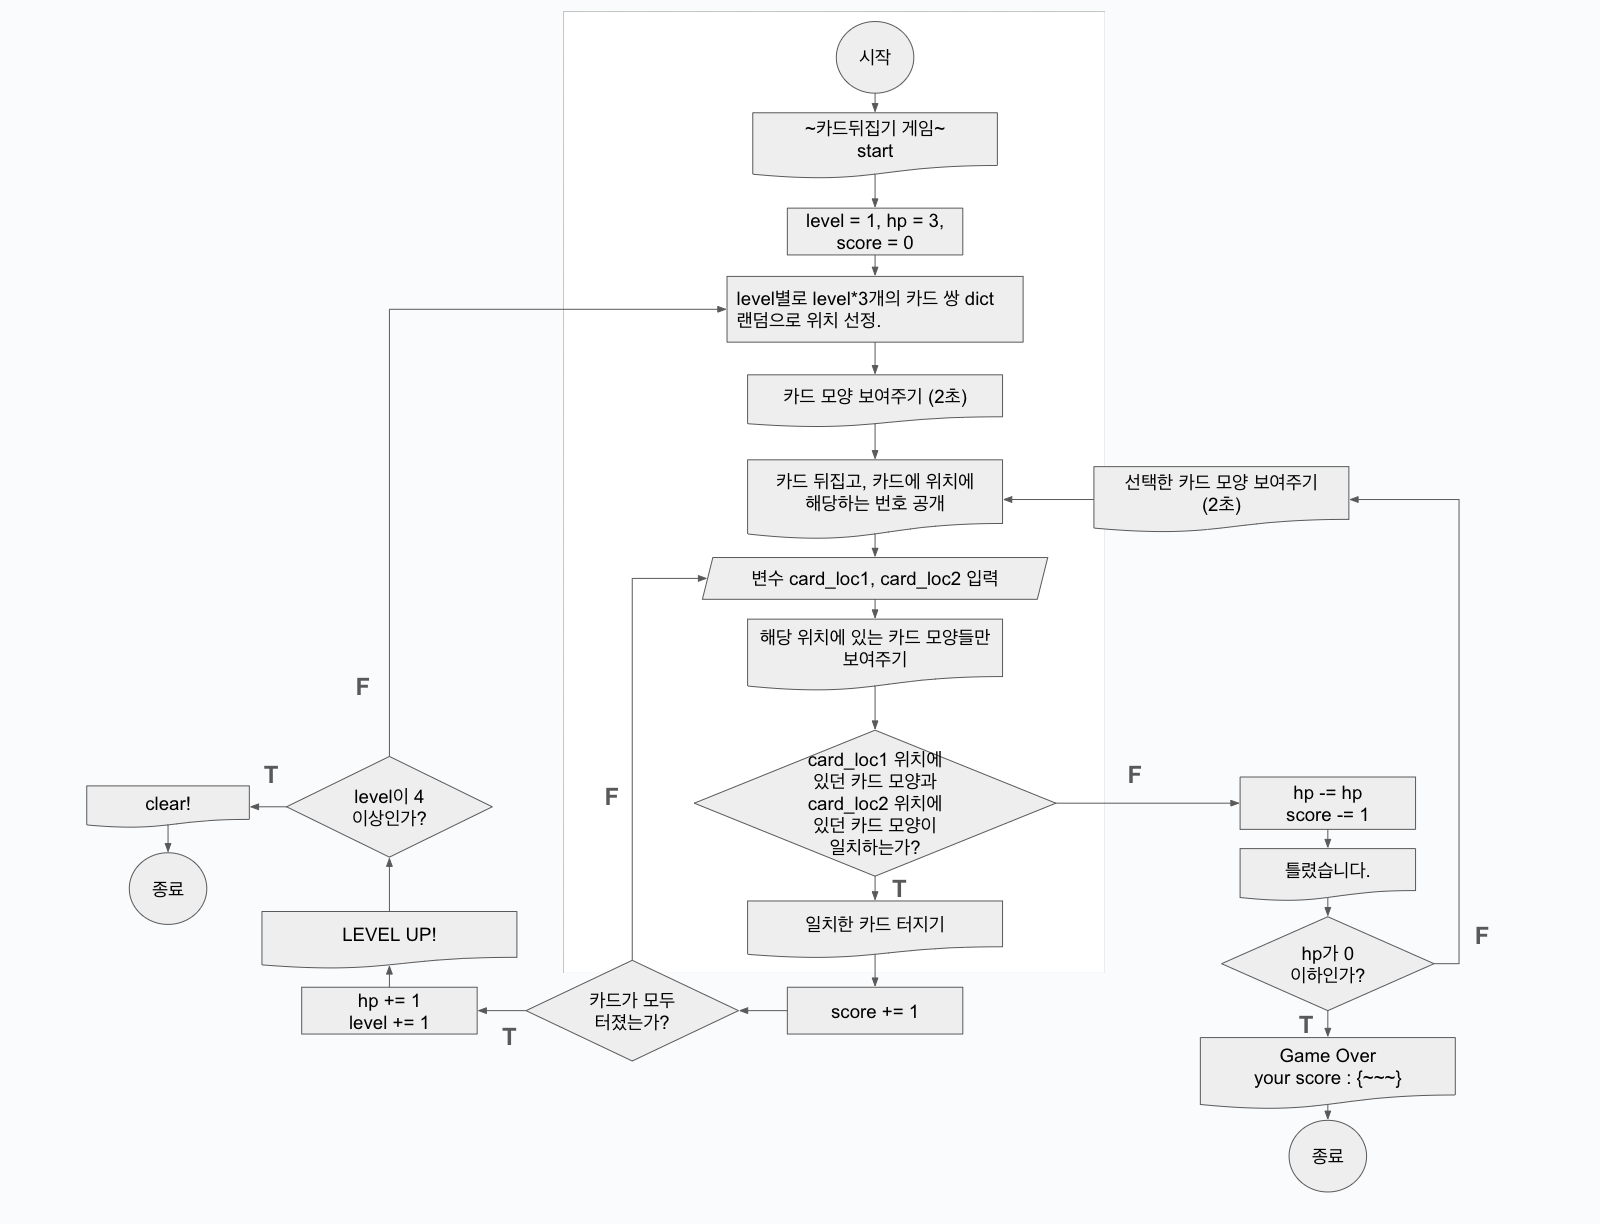 시작
~카드뒤집기 게임~
start
level = 1, hp = 3,
score = 0
level별로 level*3개의 카드 쌍 dict
랜덤으로 위치 선정.
카드 모양 보여주기 (2초)
카드 뒤집고, 카드에 위치에
해당하는 번호 공개
선택한 카드 모양 보여주기
(2초)
변수 card_loc1, card_loc2 입력
해당 위치에 있는 카드 모양들만
보여주기
card_loc1 위치에
있던 카드 모양과
card_loc2 위치에
있던 카드 모양이
일치하는가?
F
hp -= hp
score -= 1
틀렸습니다.
hp가 0
이하인가?
F
T
Game Over
your score : {~~~}
종료
T
일치한 카드 터지기
score += 1
카드가 모두
터졌는가?
F
T
hp += 1
level += 1
LEVEL UP!
level이 4
이상인가?
F
T
clear!
종료